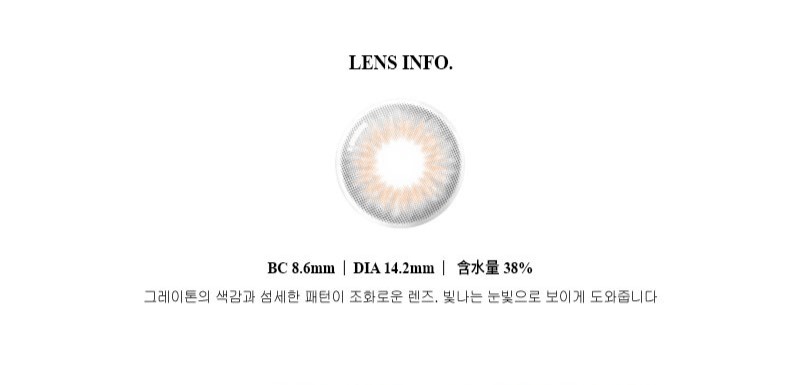 LENS INFO.
BC 8.6mm | DIA 14.2mm | 含水量 38%
그레이톤의 색감과 섬세한 패턴이 조화로운 렌즈. 빛나는 눈빛으로 보이게 도와줍니다